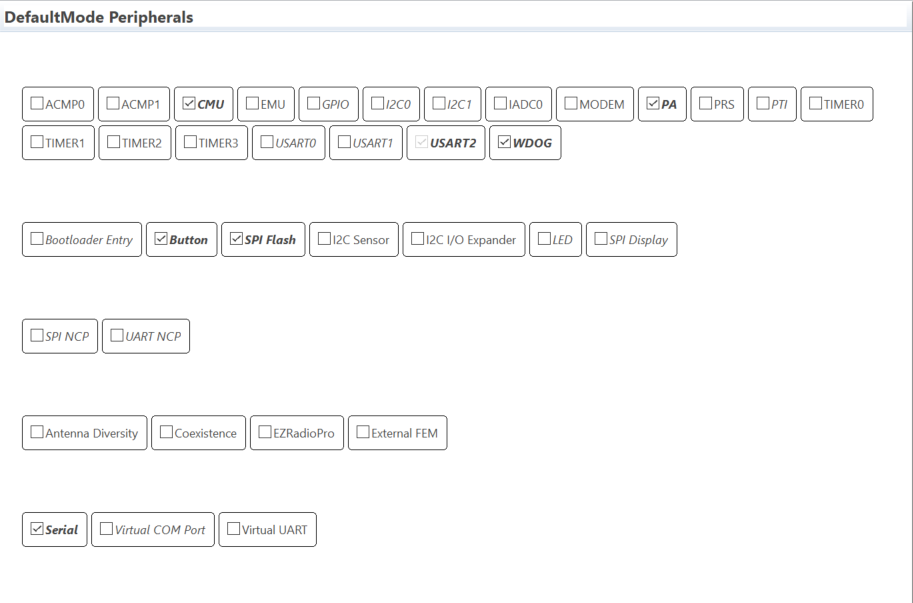 DefaultMode Peripherals
ACMP0 ACMP1 CMU EMU GPIO I2C0 I2C1 IADC0 MODEM PA PRS PTI TIMER0
TIMER1 TIMER2 TIMER3 USART0 USART1 USART2 WDOG
Bootloader Entry Button SPI Flash I2C Sensor I2C I/O Expander LED SPI Display
SPI NCP UART NCP
Antenna Diversity Coexistence EZRadioPro External FEM
Serial Virtual COM Port Virtual UART